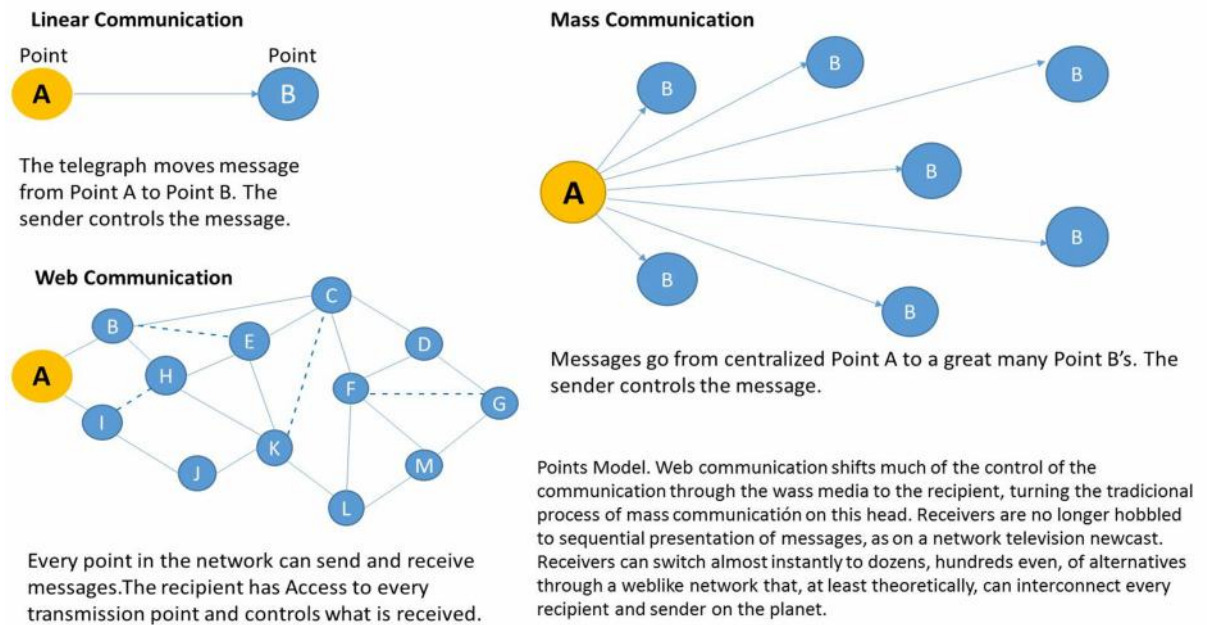 Linear Communication
Point Point
A B
The telegraph moves message
from Point A to Point B. The
sender controls the message.
Mass Communication
B
B
B
B
A
B
B
B
Messages go from centralized Point A to a great many Point B's. The
sender controls the message.
Web Communication
C
B
E
D
A
H
F
G
I
K
M
J
L
Every point in the network can send and receive
messages.The recipient has Access to every
transmission point and controls what is received.
Points Model. Web communication shifts much of the control of the
communication through the wass media to the recipient, turning the tradicional
process of mass communicatión on this head. Receivers are no longer hobbled
to sequential presentation of messages, as on a network television newcast.
Receivers can switch almost instantly to dozens, hundreds even, of alternatives
through a weblike network that, at least theoretically, can interconnect every
recipient and sender on the planet.